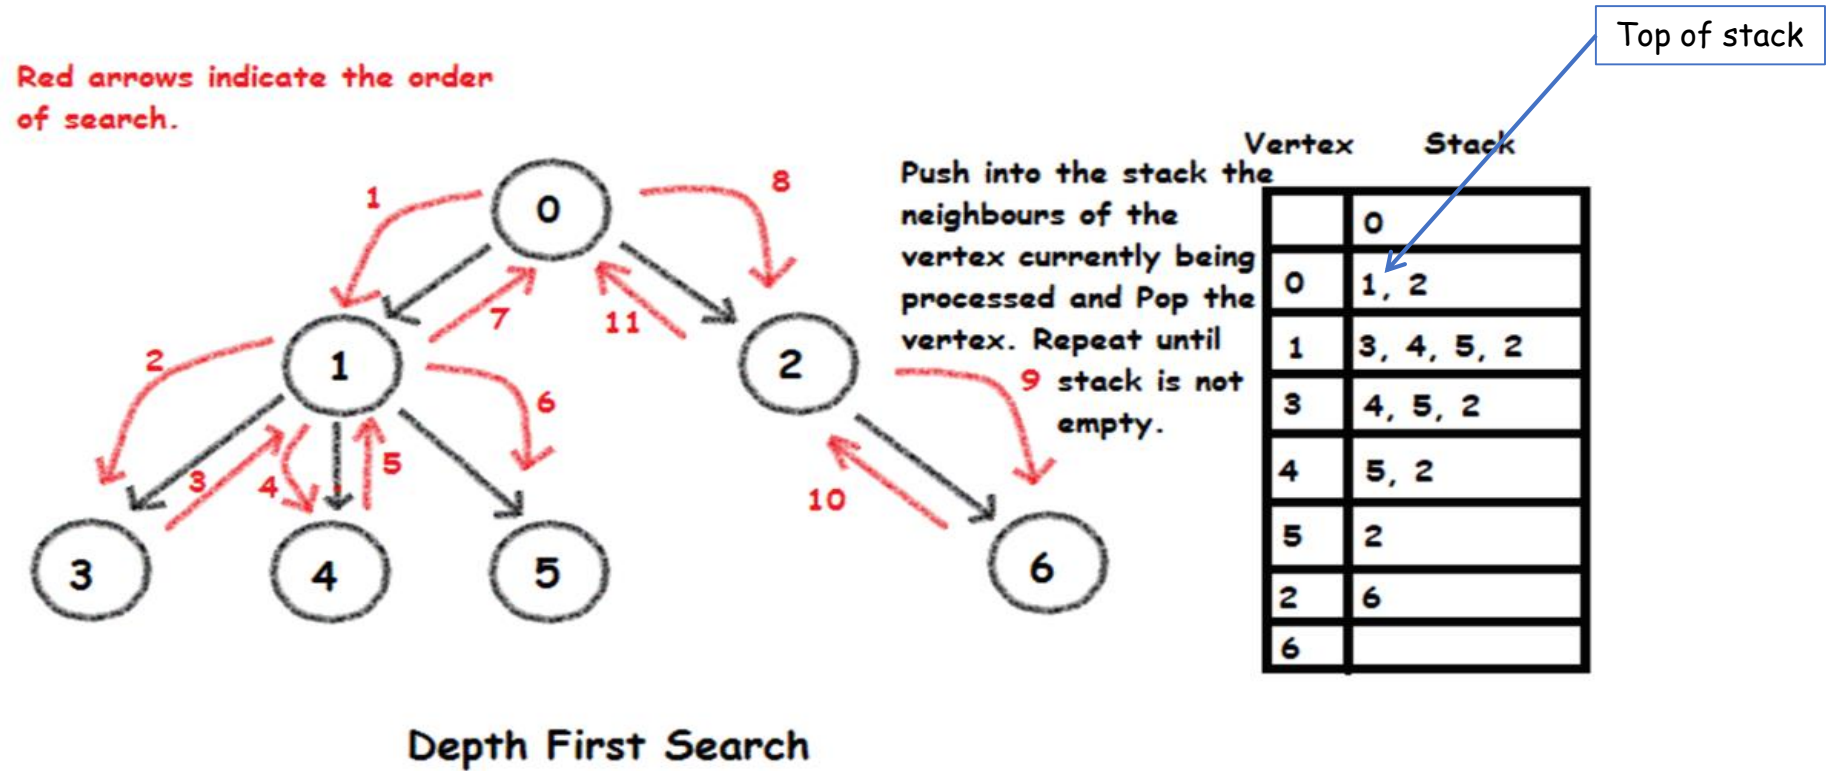 Top of stack
Red arrows indicate the order
of search.
0
1
2
3
4
5
6
1
2
3
4
5
6
7
8
9
10
11
Push into the stack the
neighbours of the
vertex currently being
processed and Pop the
vertex. Repeat until
stack is not
empty.
Vertex Stack
0
0 1, 2
1 3, 4, 5, 2
3 4, 5, 2
4 5, 2
5 2
2 6
6
Depth First Search